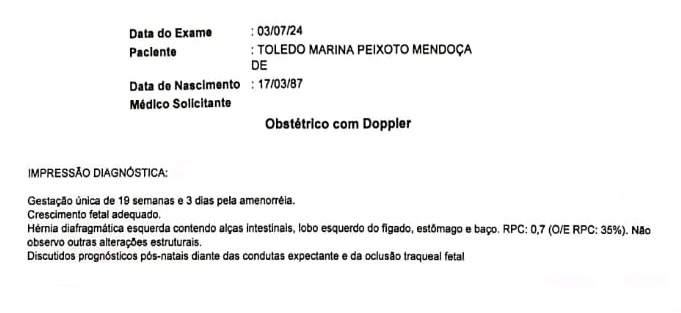 Data do Exame : 03/07/24
Paciente : TOLEDO MARINA PEIXOTO MENDOÇA
DE
Data de Nascimento : 17/03/87
Médico Solicitante
Obstétrico com Doppler
IMPRESSÃO DIAGNÓSTICA:
Gestação única de 19 semanas e 3 dias pela amenorréia.
Crescimento fetal adequado.
Hérnia diafragmática esquerda contendo alças intestinais, lobo esquerdo do fígado, estômago e baço. RPC: 0,7 (O/E RPC: 35%). Não
observo outras alterações estruturais.
Discutidos prognósticos pós-natais diante das condutas expectante e da oclusão traqueal fetal